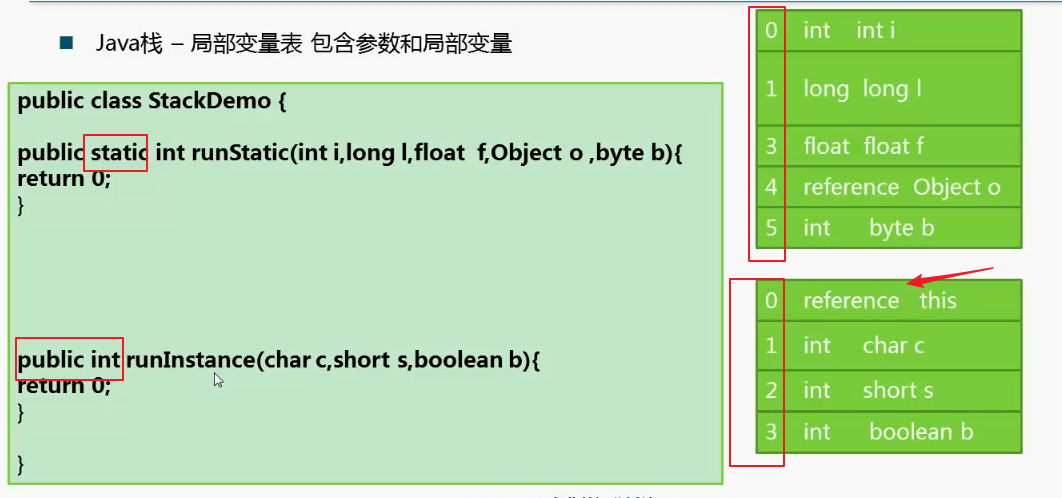 Java栈 – 局部变量表 包含参数和局部变量
public class StackDemo {
public static int runStatic(int i,long l,float  f,Object o ,byte b){
return 0;
}
public int runInstance(char c,short s,boolean b){
return 0;
}
}
0 int int i
1 long long l
3 float float f
4 reference Object o
5 int byte b
0 reference this
1 int char c
2 int short s
3 int boolean b